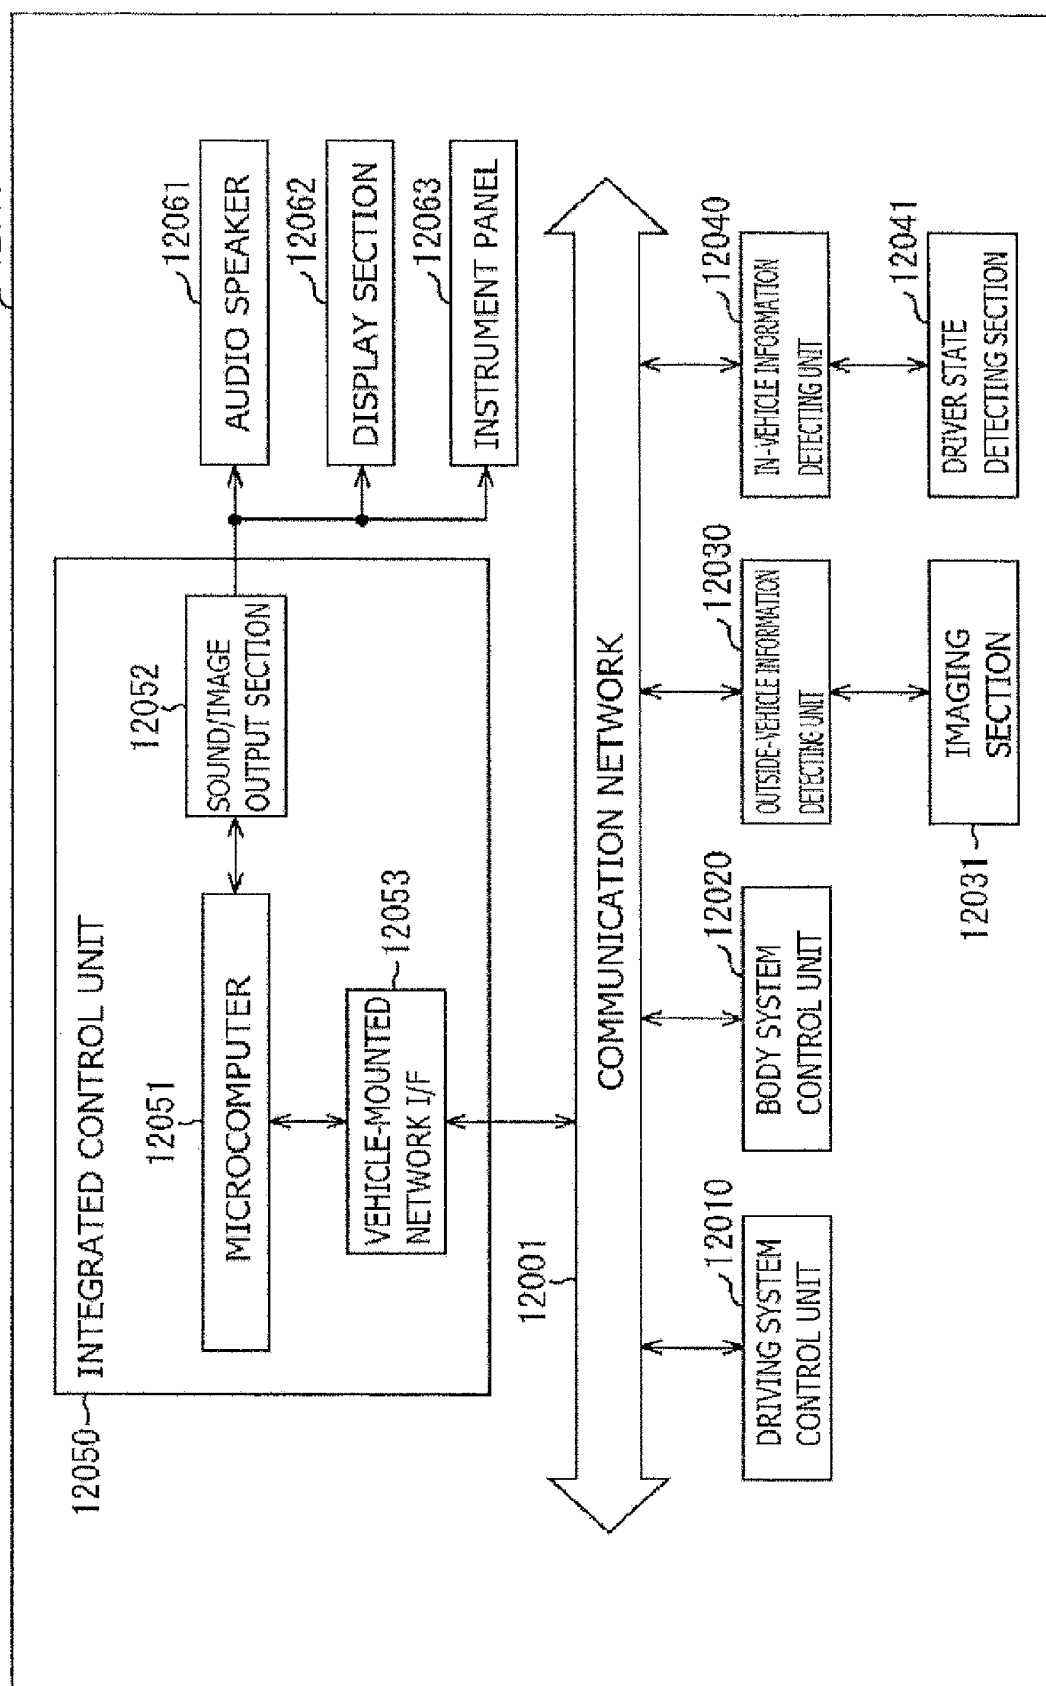 12050
INTEGRATED CONTROL UNIT
12051
MICROCOMPUTER
12052
SOUND/IMAGE
OUTPUT SECTION
12053
VEHICLE-MOUNTED
NETWORK I/F
12061
AUDIO SPEAKER
12062
DISPLAY SECTION
12063
INSTRUMENT PANEL
12001
COMMUNICATION NETWORK
12010
DRIVING SYSTEM
CONTROL UNIT
12020
BODY SYSTEM
CONTROL UNIT
12030
OUTSIDE-VEHICLE INFORMATION
DETECTING UNIT
12040
IN-VEHICLE INFORMATION
DETECTING UNIT
12031
IMAGING
SECTION
12041
DRIVER STATE
DETECTING SECTION